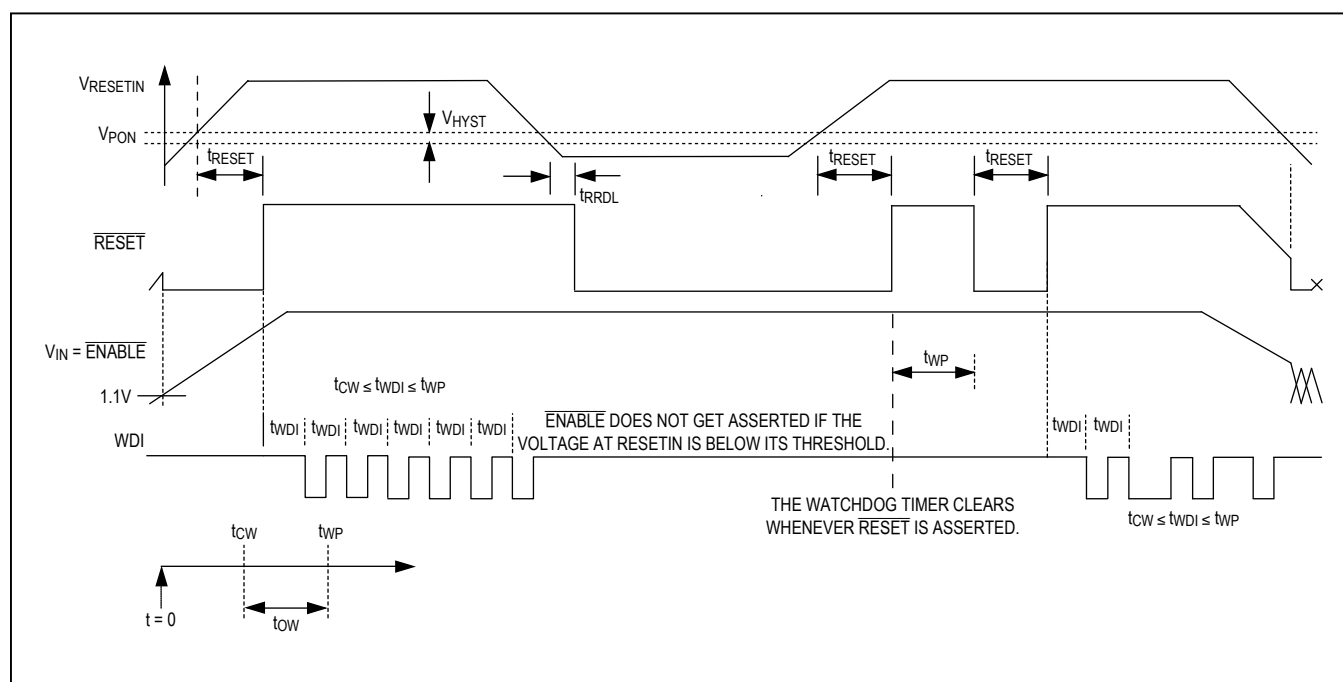 VRESETIN
VHYST
VPON
tRESET
tRESET
tRESET
tRRDL
RESET
VIN = ENABLE
tWP
1.1V
tCW ≤ tWDI ≤ tWP
tWDI tWDI tWDI tWDI tWDI tWDI
ENABLE DOES NOT GET ASSERTED IF THE
VOLTAGE AT RESETIN IS BELOW ITS THRESHOLD.
tWDI tWDI
WDI
THE WATCHDOG TIMER CLEARS
WHENEVER RESET IS ASSERTED.
tCW ≤ tWDI ≤ tWP
tCW tWP
t = 0
tOW